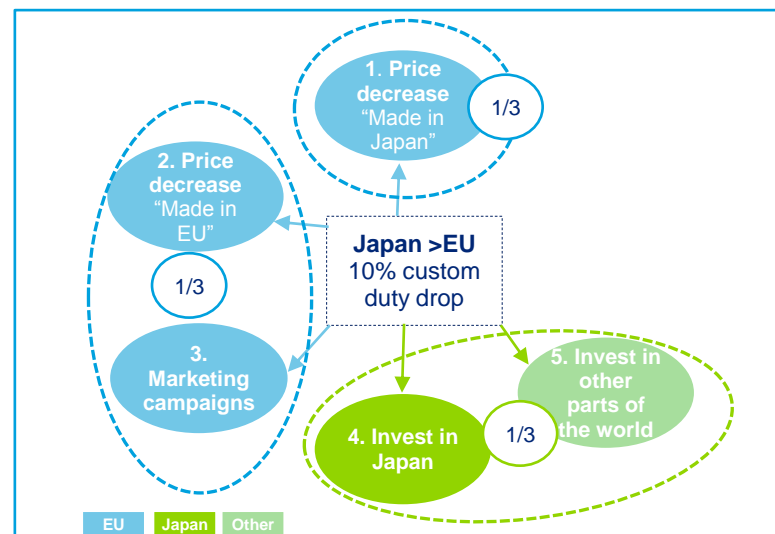 1. Price
decrease
“Made in
Japan”
1/3
2. Price
decrease
“Made in
EU”
1/3
3.
Marketing
campaigns
Japan >EU
10% custom
duty drop
5. Invest in
other
parts of
the world
1/3
4. Invest in
Japan
EU
Japan
Other